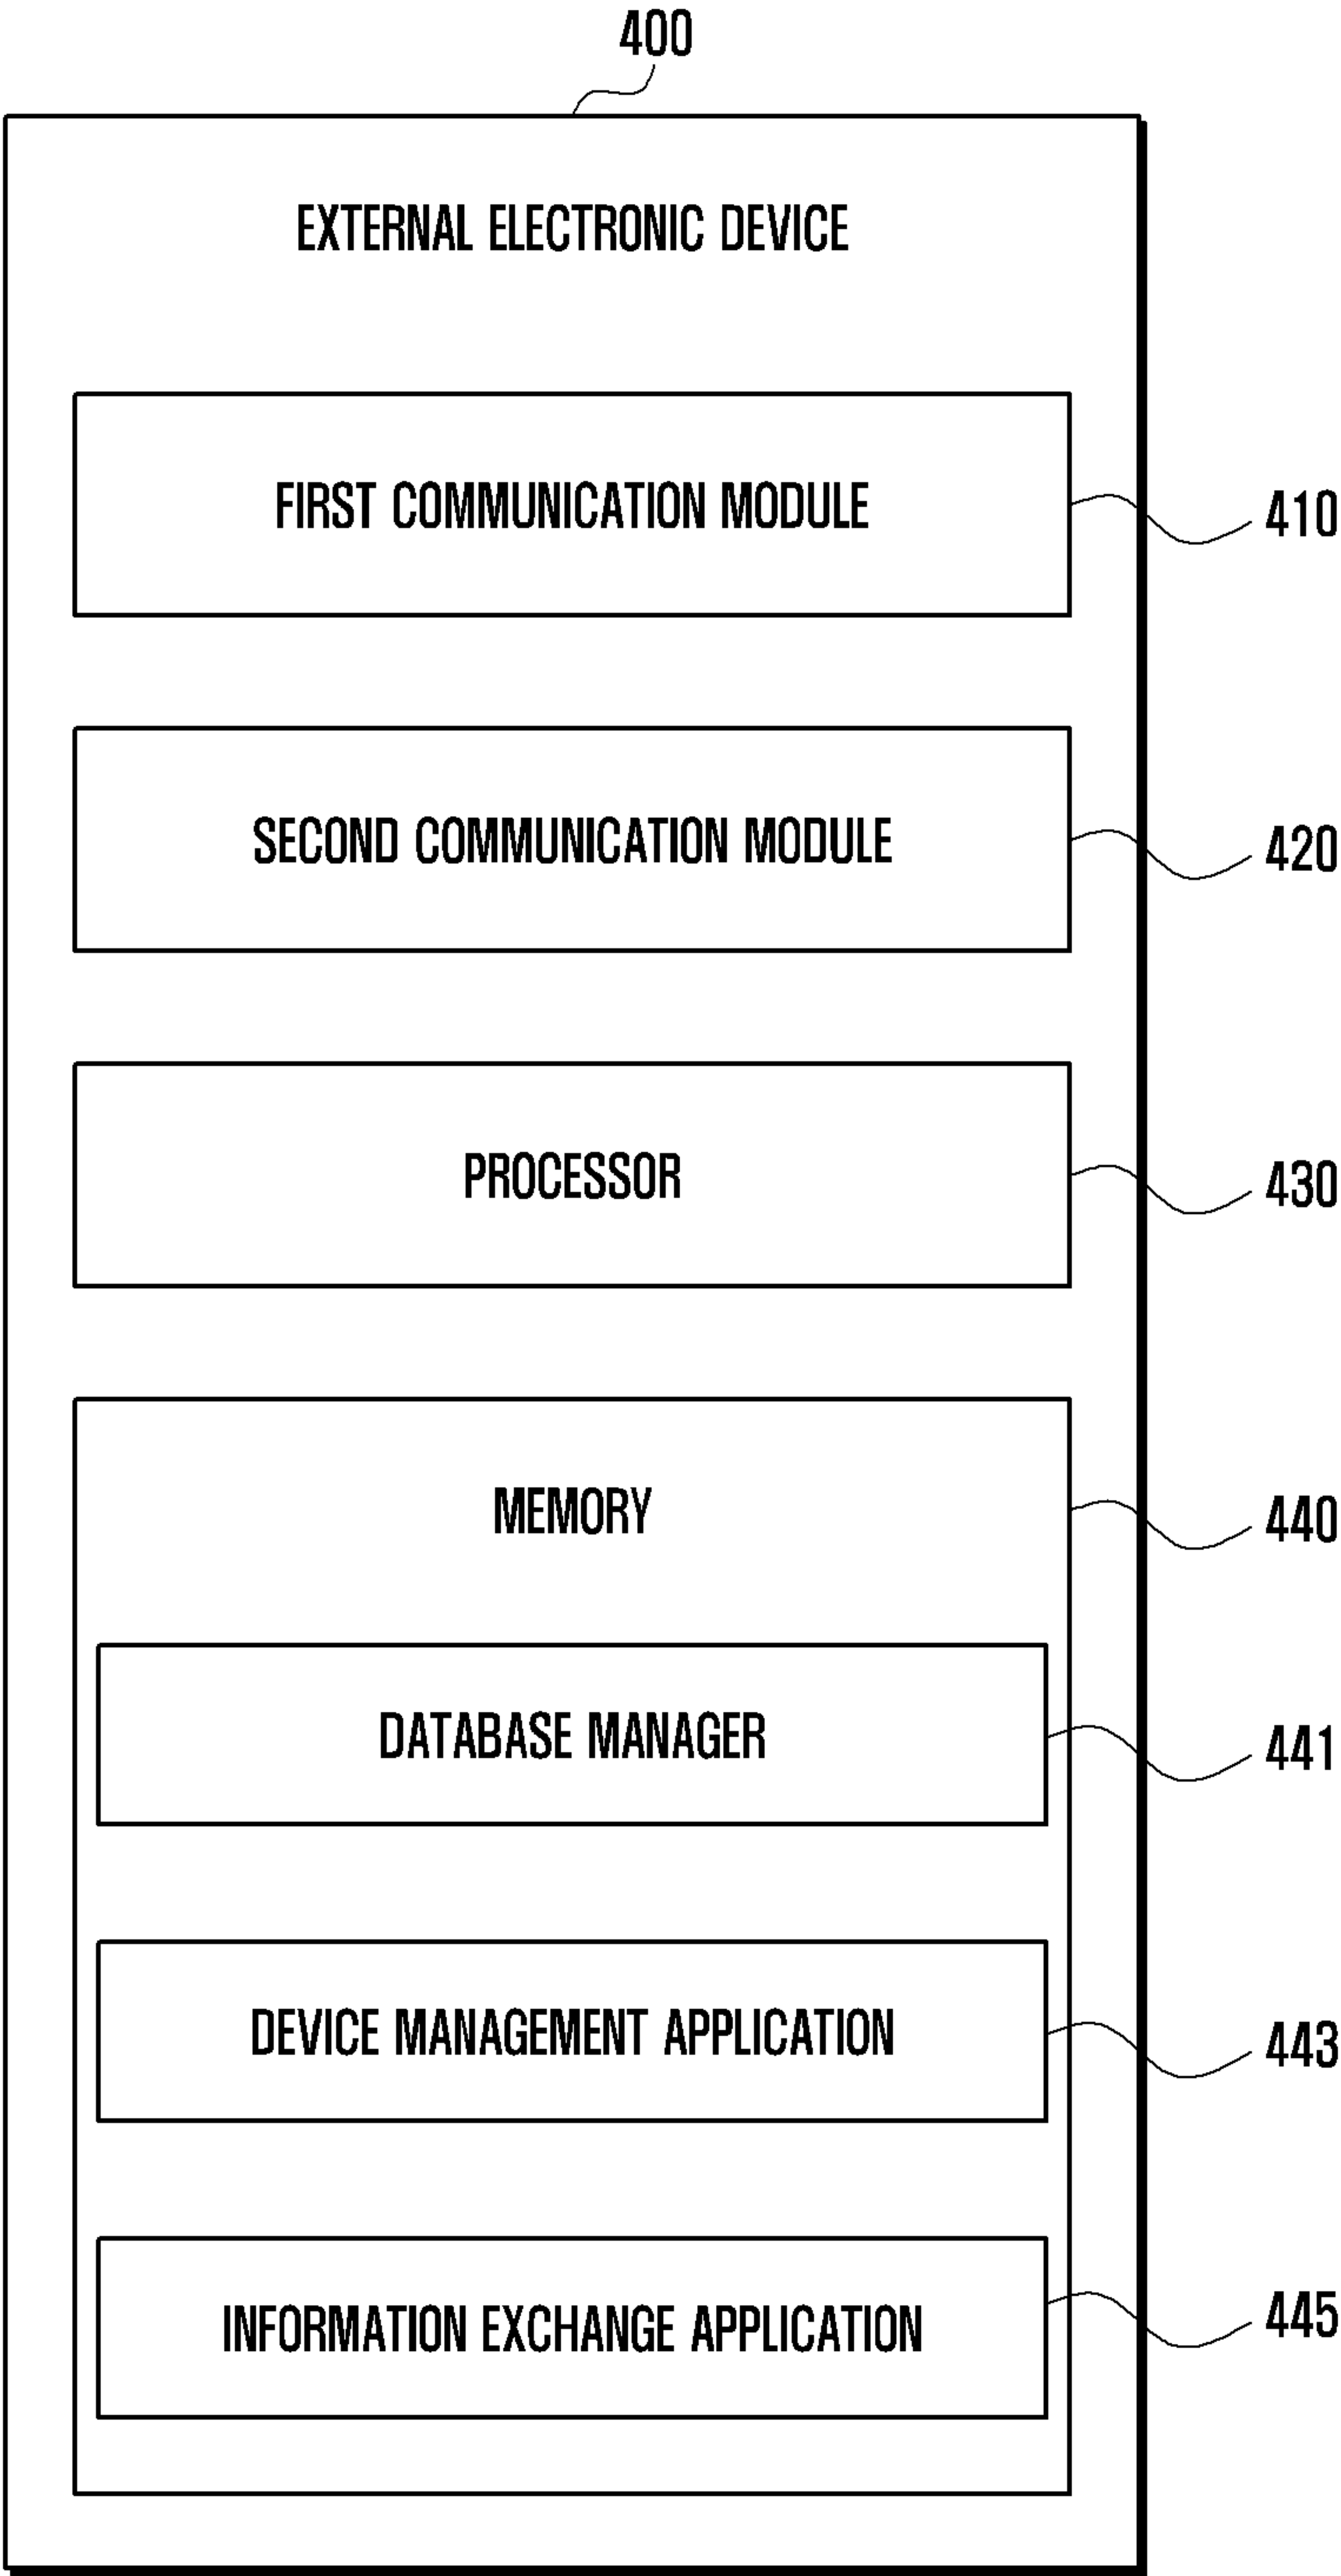 400
EXTERNAL ELECTRONIC DEVICE
FIRST COMMUNICATION MODULE
410
SECOND COMMUNICATION MODULE
420
PROCESSOR
430
MEMORY
440
DATABASE MANAGER
441
DEVICE MANAGEMENT APPLICATION
443
INFORMATION EXCHANGE APPLICATION
445